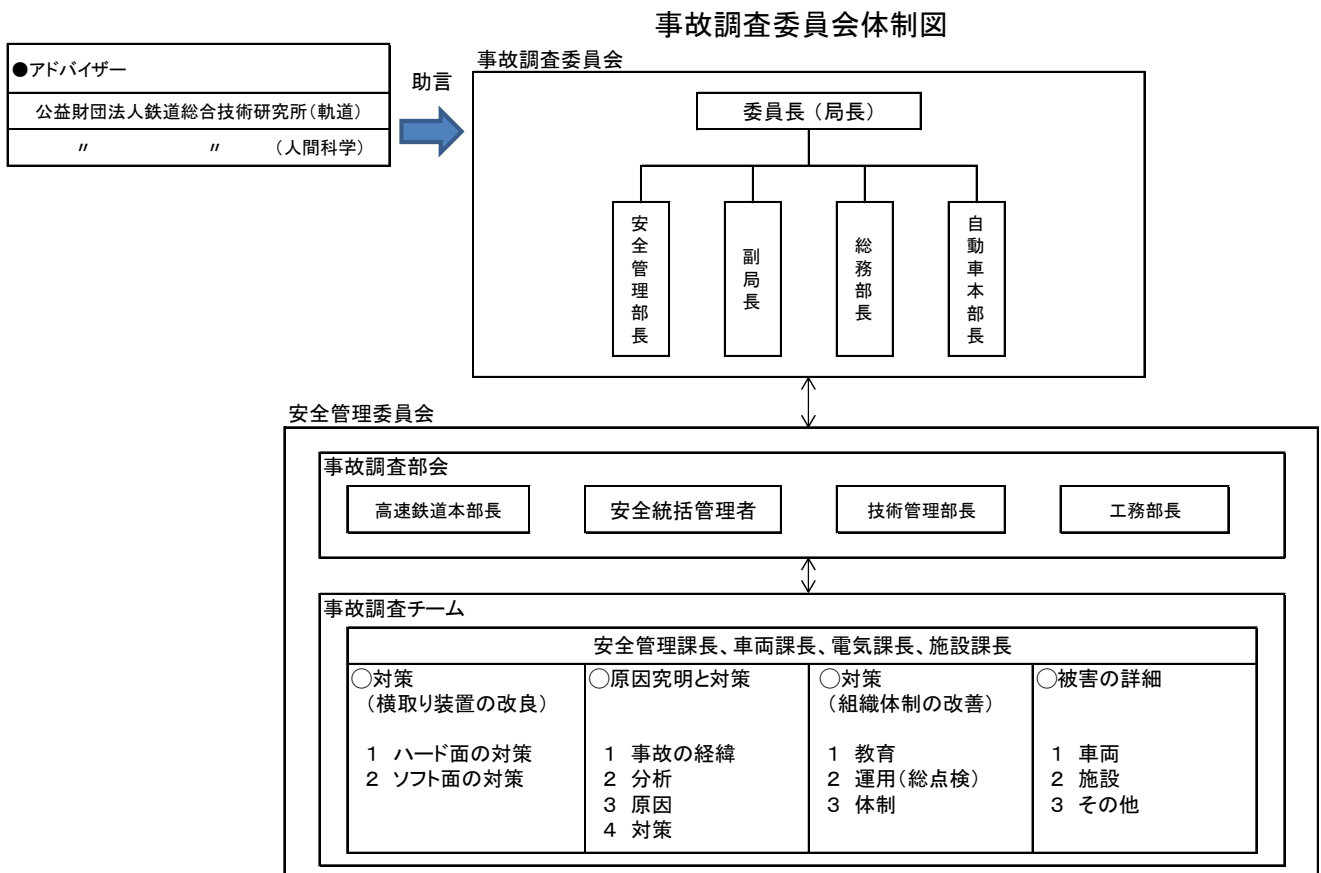 事故調査委員会体制図
●アドバイザー
公益財団法人鉄道総合技術研究所（軌道）
〃 〃 （人間科学）
助言
事故調査委員会
委員長（局長）
安全管理部長
副局長
総務部長
自動車本部長
安全管理委員会
事故調査部会
高速鉄道本部長
安全統括管理者
技術管理部長
工務部長
事故調査チーム
安全管理課長、車両課長、電気課長、施設課長
○対策
（横取り装置の改良）
１ ハード面の対策
２ ソフト面の対策
○原因究明と対策
１ 事故の経緯
２ 分析
３ 原因
４ 対策
○対策
（組織体制の改善）
１ 教育
２ 運用（総点検）
３ 体制
○被害の詳細
１ 車両
２ 施設
３ その他